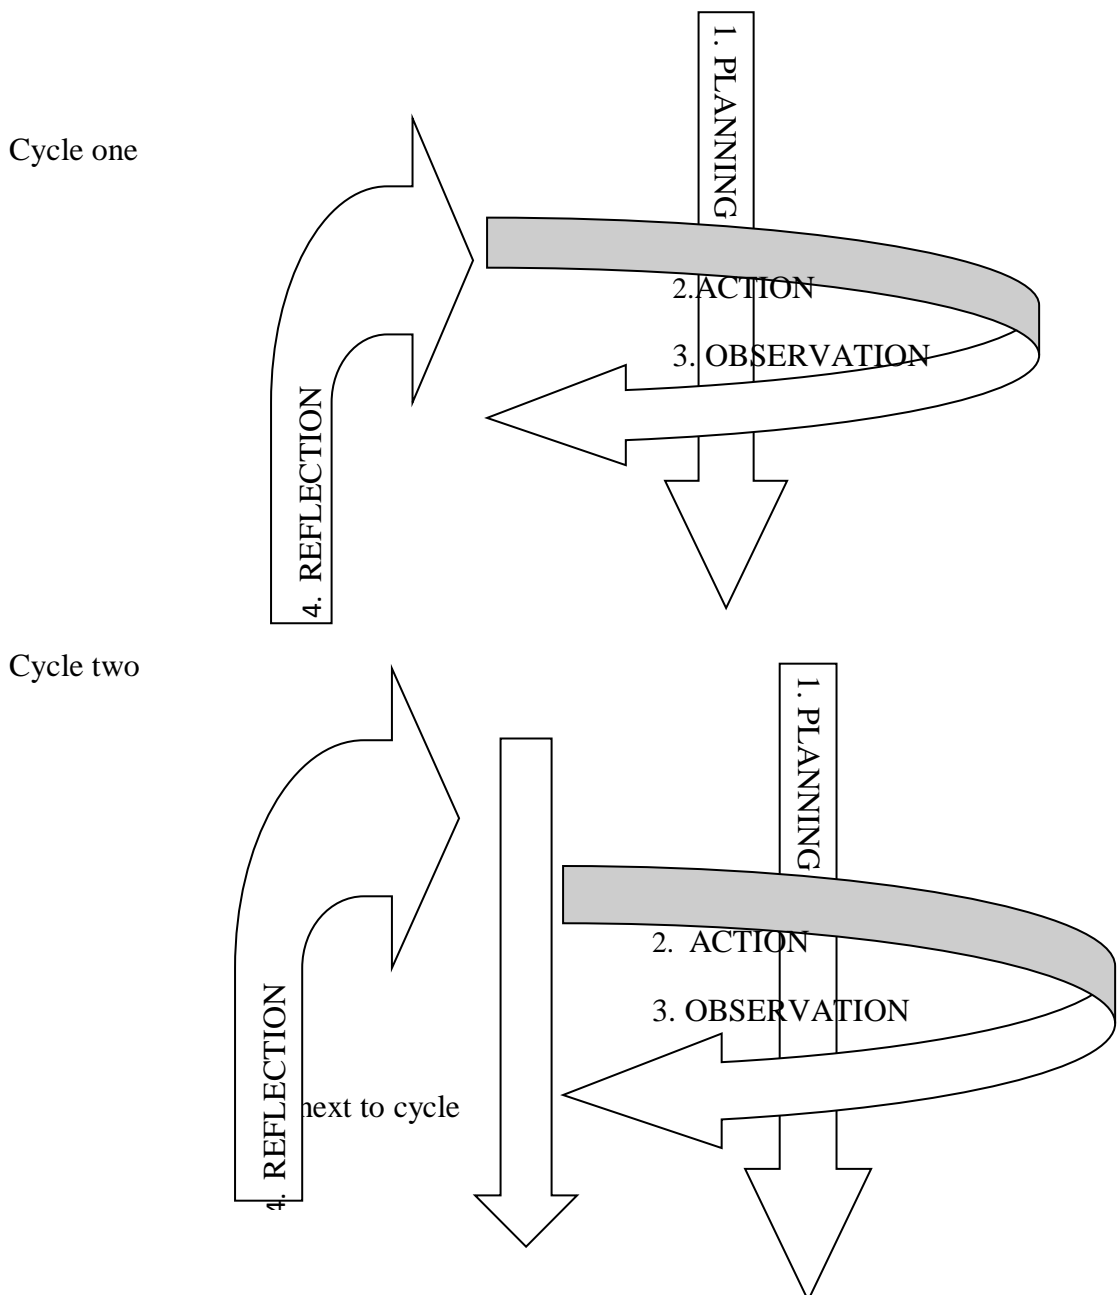 Cycle one
1. PLANNING
2.ACTION
3. OBSERVATION
4. REFLECTION
Cycle two
1. PLANNING
2. ACTION
3. OBSERVATION
4. REFLECTION
next to cycle